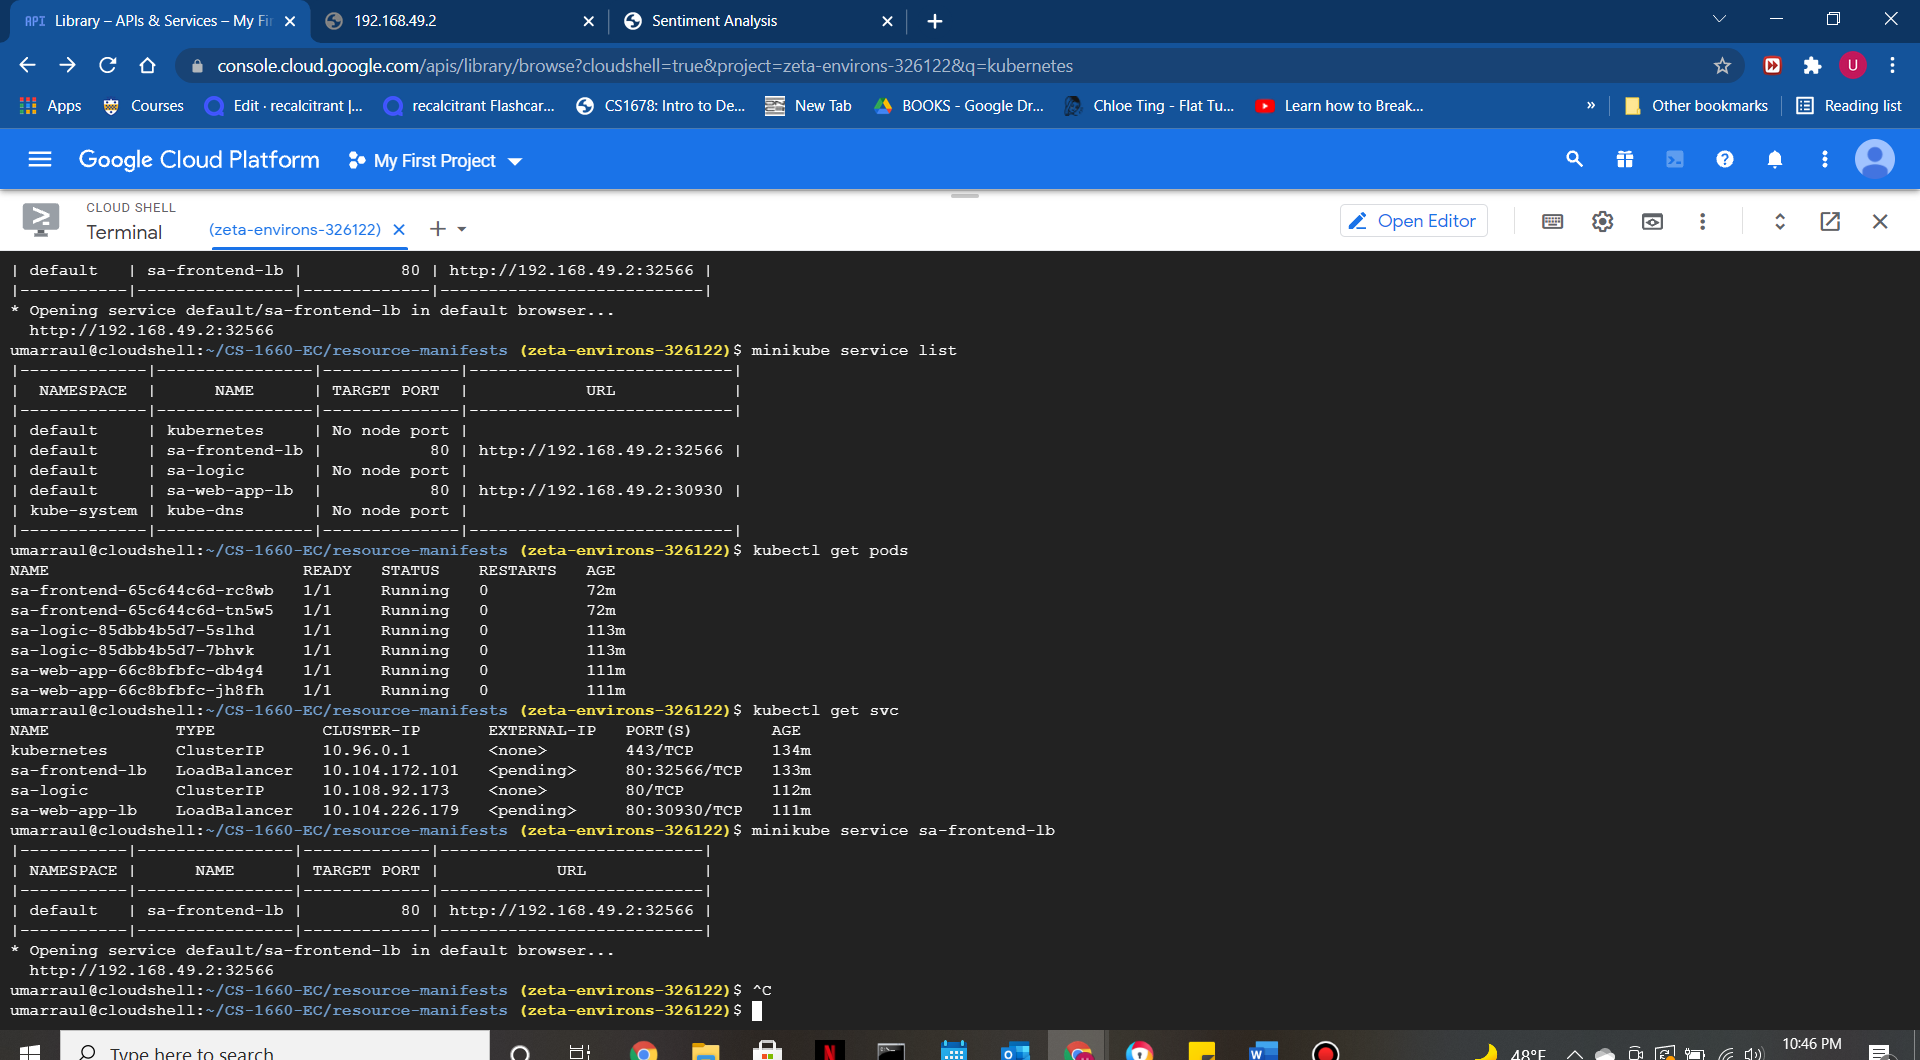 API Library – APIs & Services – My Fir
192.168.49.2
Sentiment Analysis
console.cloud.google.com/apis/library/browse?cloudshell=true&project=zeta-environs-326122&q=kubernetes
U
Apps
Courses
Edit · recalcitrant |...
recalcitrant Flashcar...
CS1678: Intro to De...
New Tab
BOOKS - Google Dr...
Chloe Ting - Flat Tu...
Learn how to Break...
»
Other bookmarks
Reading list
Google Cloud Platform
My First Project
CLOUD SHELL
Terminal
(zeta-environs-326122)
Open Editor
| default   | sa-frontend-lb |          80 | http://192.168.49.2:32566 |
|-----------|----------------|-------------|---------------------------|
* Opening service default/sa-frontend-lb in default browser...
  http://192.168.49.2:32566
umarraul@cloudshell:~/CS-1660-EC/resource-manifests (zeta-environs-326122)$ minikube service list
|-------------|----------------|--------------|---------------------------|
|  NAMESPACE  |      NAME      | TARGET PORT  |            URL            |
|-------------|----------------|--------------|---------------------------|
| default     | kubernetes     | No node port |
| default     | sa-frontend-lb |           80 | http://192.168.49.2:32566 |
| default     | sa-logic       | No node port |
| default     | sa-web-app-lb  |           80 | http://192.168.49.2:30930 |
| kube-system | kube-dns       | No node port |
|-------------|----------------|--------------|---------------------------|
umarraul@cloudshell:~/CS-1660-EC/resource-manifests (zeta-environs-326122)$ kubectl get pods
NAME                          READY   STATUS    RESTARTS   AGE
sa-frontend-65c644c6d-rc8wb   1/1     Running   0          72m
sa-frontend-65c644c6d-tn5w5   1/1     Running   0          72m
sa-logic-85dbb4b5d7-5slhd     1/1     Running   0          113m
sa-logic-85dbb4b5d7-7bhvk     1/1     Running   0          113m
sa-web-app-66c8bfbfc-db4g4    1/1     Running   0          111m
sa-web-app-66c8bfbfc-jh8fh    1/1     Running   0          111m
umarraul@cloudshell:~/CS-1660-EC/resource-manifests (zeta-environs-326122)$ kubectl get svc
NAME             TYPE           CLUSTER-IP       EXTERNAL-IP   PORT(S)        AGE
kubernetes       ClusterIP      10.96.0.1        <none>        443/TCP        134m
sa-frontend-lb   LoadBalancer   10.104.172.101   <pending>     80:32566/TCP   133m
sa-logic         ClusterIP      10.108.92.173    <none>        80/TCP         112m
sa-web-app-lb    LoadBalancer   10.104.226.179   <pending>     80:30930/TCP   111m
umarraul@cloudshell:~/CS-1660-EC/resource-manifests (zeta-environs-326122)$ minikube service sa-frontend-lb
|-----------|----------------|-------------|---------------------------|
| NAMESPACE |      NAME      | TARGET PORT |            URL            |
|-----------|----------------|-------------|---------------------------|
| default   | sa-frontend-lb |          80 | http://192.168.49.2:32566 |
|-----------|----------------|-------------|---------------------------|
* Opening service default/sa-frontend-lb in default browser...
  http://192.168.49.2:32566
umarraul@cloudshell:~/CS-1660-EC/resource-manifests (zeta-environs-326122)$ ^C
umarraul@cloudshell:~/CS-1660-EC/resource-manifests (zeta-environs-326122)$
Type here to search
48°F
10:46 PM